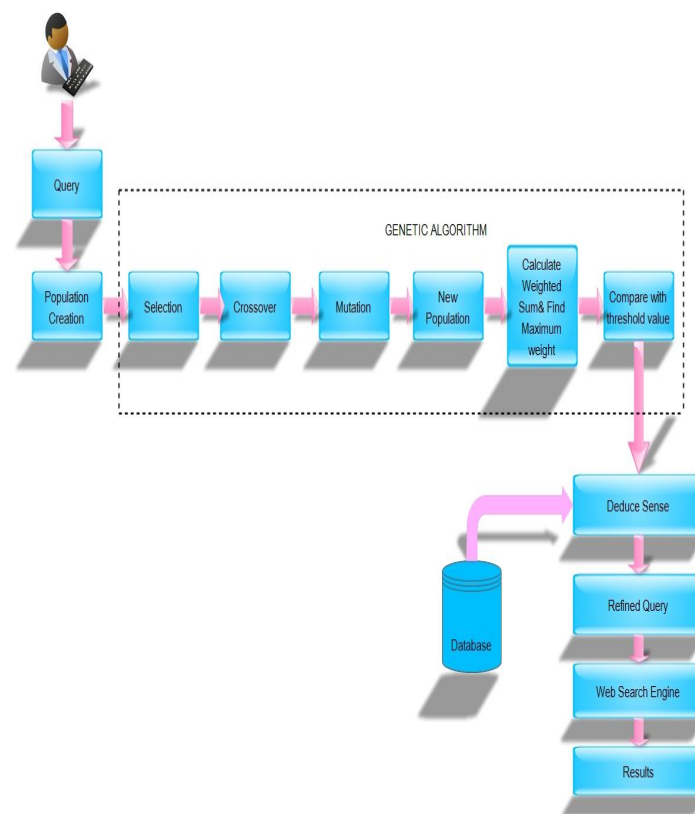 Query
GENETIC ALGORITHM
Population
Creation
Selection
Crossover
Mutation
New
Population
Calculate
Weighted
Sum& Find
Maximum
weight
Compare with
threshold value
Deduce Sense
Database
Refined Query
Web Search Engine
Results